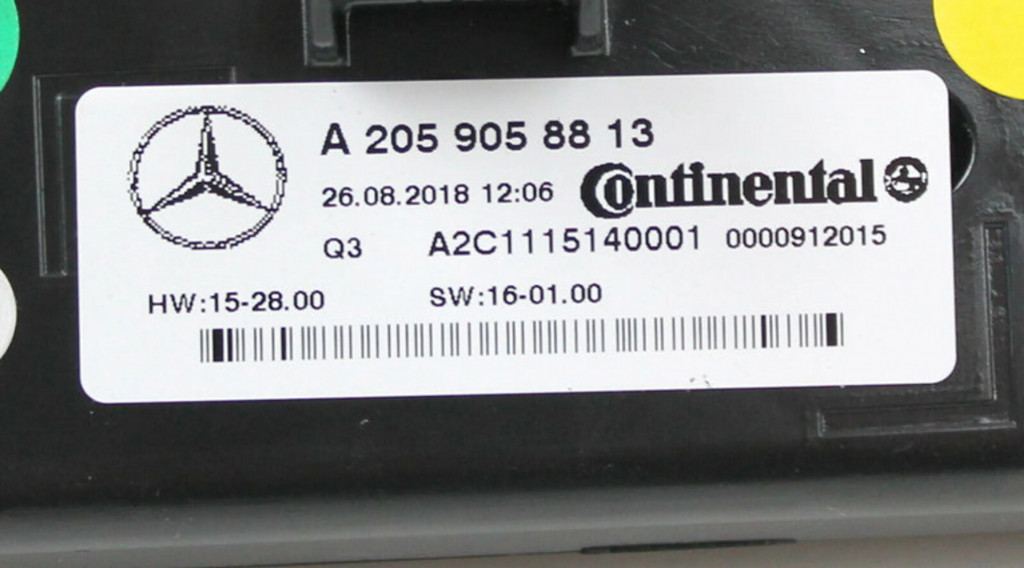 A 205 905 88 13
26.08.2018 12:06 Continental
Q3 A2C1115140001 0000912015
HW:15-28.00 SW:16-01.00